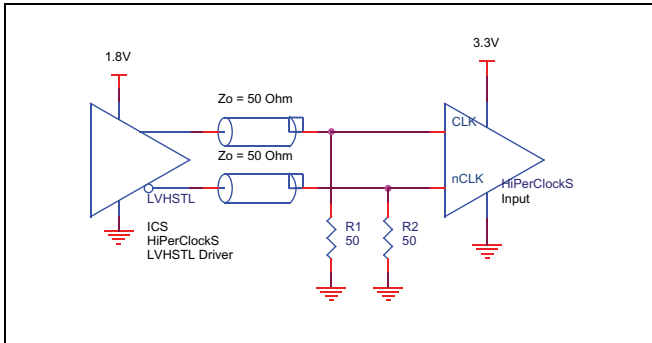 1.8V
3.3V
Zo = 50 Ohm
CLK
Zo = 50 Ohm
nCLK
HiPerClockS
Input
LVHSTL
ICS
HiPerClockS
LVHSTL Driver
R1
50
R2
50